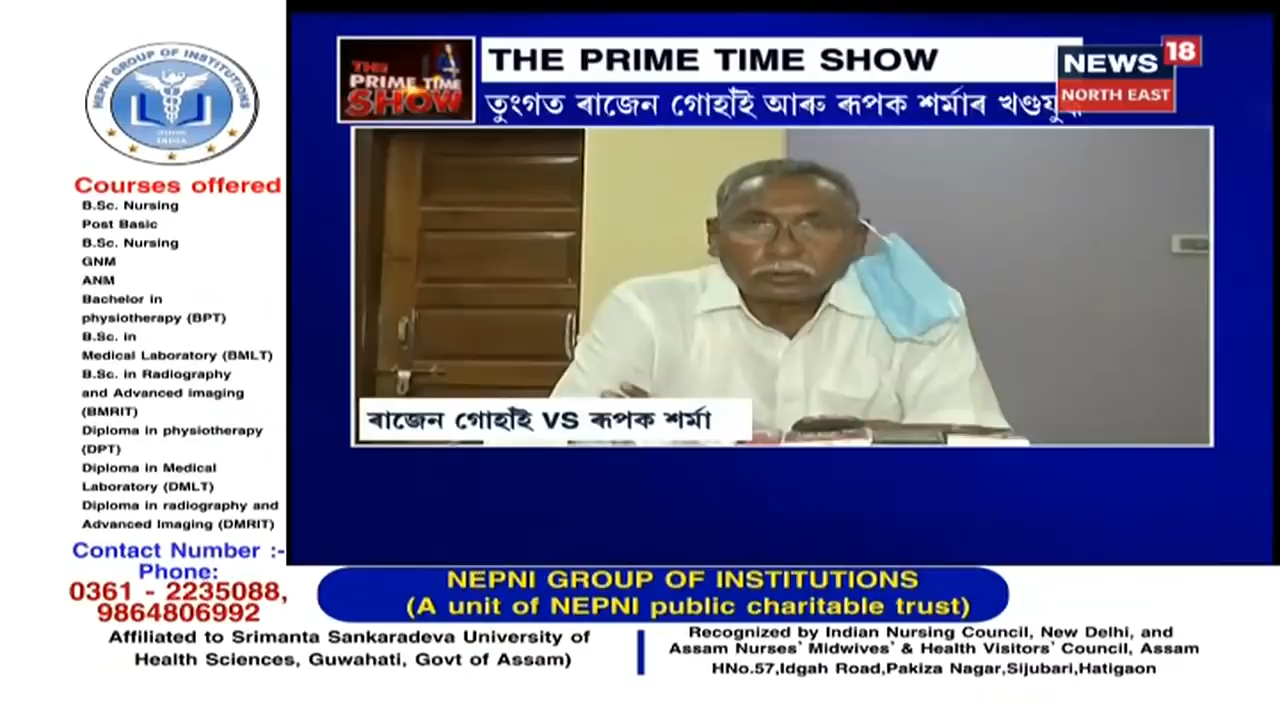 NEPNI GROUP OF INSTITUTIONS
INDIA
Courses offered
B.Sc. Nursing
Post Basic
B.Sc. Nursing
GNM
ANM
Bachelor in
physiotherapy (BPT)
B.Sc. in
Medical Laboratory (BMLT)
B.Sc. in Radiography
and Advanced imaging
(BMRIT)
Diploma in physiotherapy
(DPT)
Diploma in Medical
Laboratory (DMLT)
Diploma in radiography and
Advanced Imaging (DMRIT)
Contact Number :-
Phone:
0361 - 2235088,
9864806992
THE
PRIME TIME
SHOW
THE PRIME TIME SHOW
তুংগত ৰাজেন গোহাঁই আৰু ৰূপক শৰ্মাৰ
NEWS 18
NORTH EAST
ৰাজেন গোহাঁই VS ৰূপক শৰ্মা
NEPNI GROUP OF INSTITUTIONS
(A unit of NEPNI public charitable trust)
Affiliated to Srimanta Sankaradeva University of
Health Sciences, Guwahati, Govt of Assam)
Recognized by Indian Nursing Council, New Delhi, and
Assam Nurses' Midwives' & Health Visitors' Council, Assam
HNo.57,Idgah Road,Pakiza Nagar,Sijubari,Hatigaon